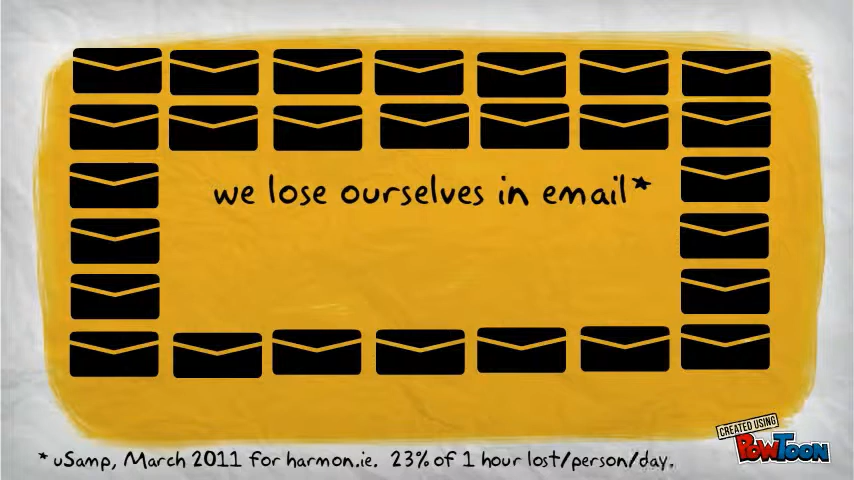 we lose ourselves in email*
CREATED USING
POWTOON
* uSamp, March 2011 for harmon.ie. 23% of 1 hour lost/person/day.